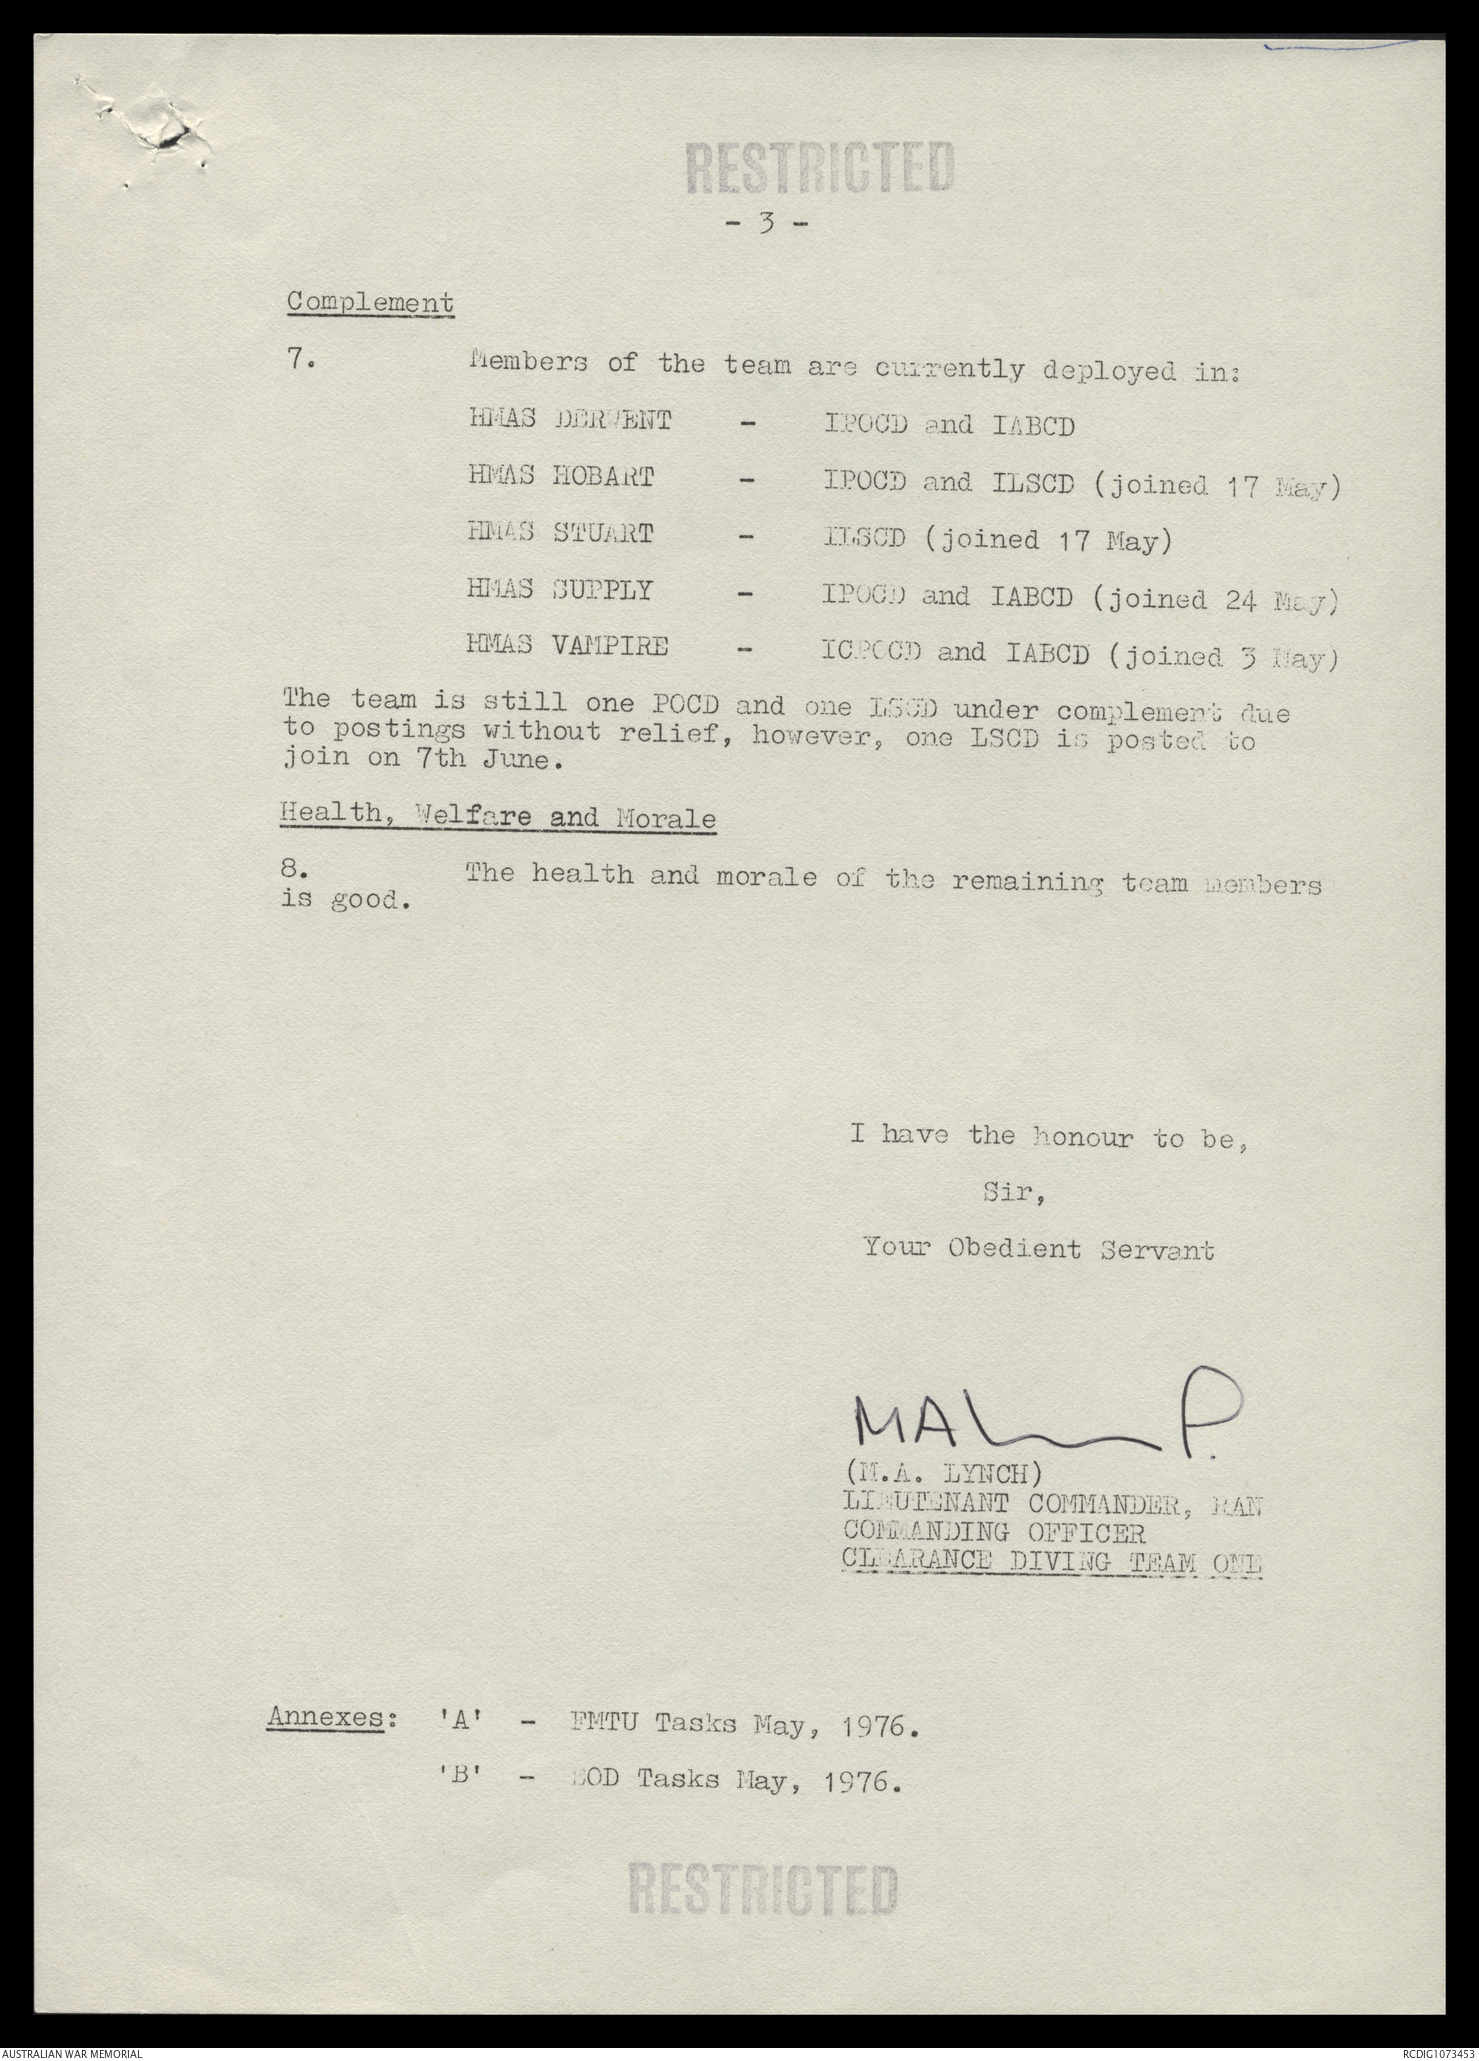 RESTRICTED
- 3 -
Complement
7. Members of the team are currently deployed in:
HMAS DERWENT - IPOCD and IABCD
HMAS HOBART - IPOCD and ILSCD (joined 17 May)
HMAS STUART - ILSCD (joined 17 May)
HMAS SUPPLY - IPOCD and IABCD (joined 24 May)
HMAS VAMPIRE - ICPOCD and IABCD (joined 3 May)
The team is still one POCD and one LSCD under complement due
to postings without relief, however, one LSCD is posted to
join on 7th June.
Health, Welfare and Morale
8. The health and morale of the remaining team members
is good.
I have the honour to be,
Sir,
Your Obedient Servant
(M.A. LYNCH)
LIEUTENANT COMMANDER, RAN
COMMANDING OFFICER
CLEARANCE DIVING TEAM ONE
Annexes: 'A' - FMTU Tasks May, 1976.
'B' - EOD Tasks May, 1976.
RESTRICTED
AUSTRALIAN WAR MEMORIAL RCDIG1073453